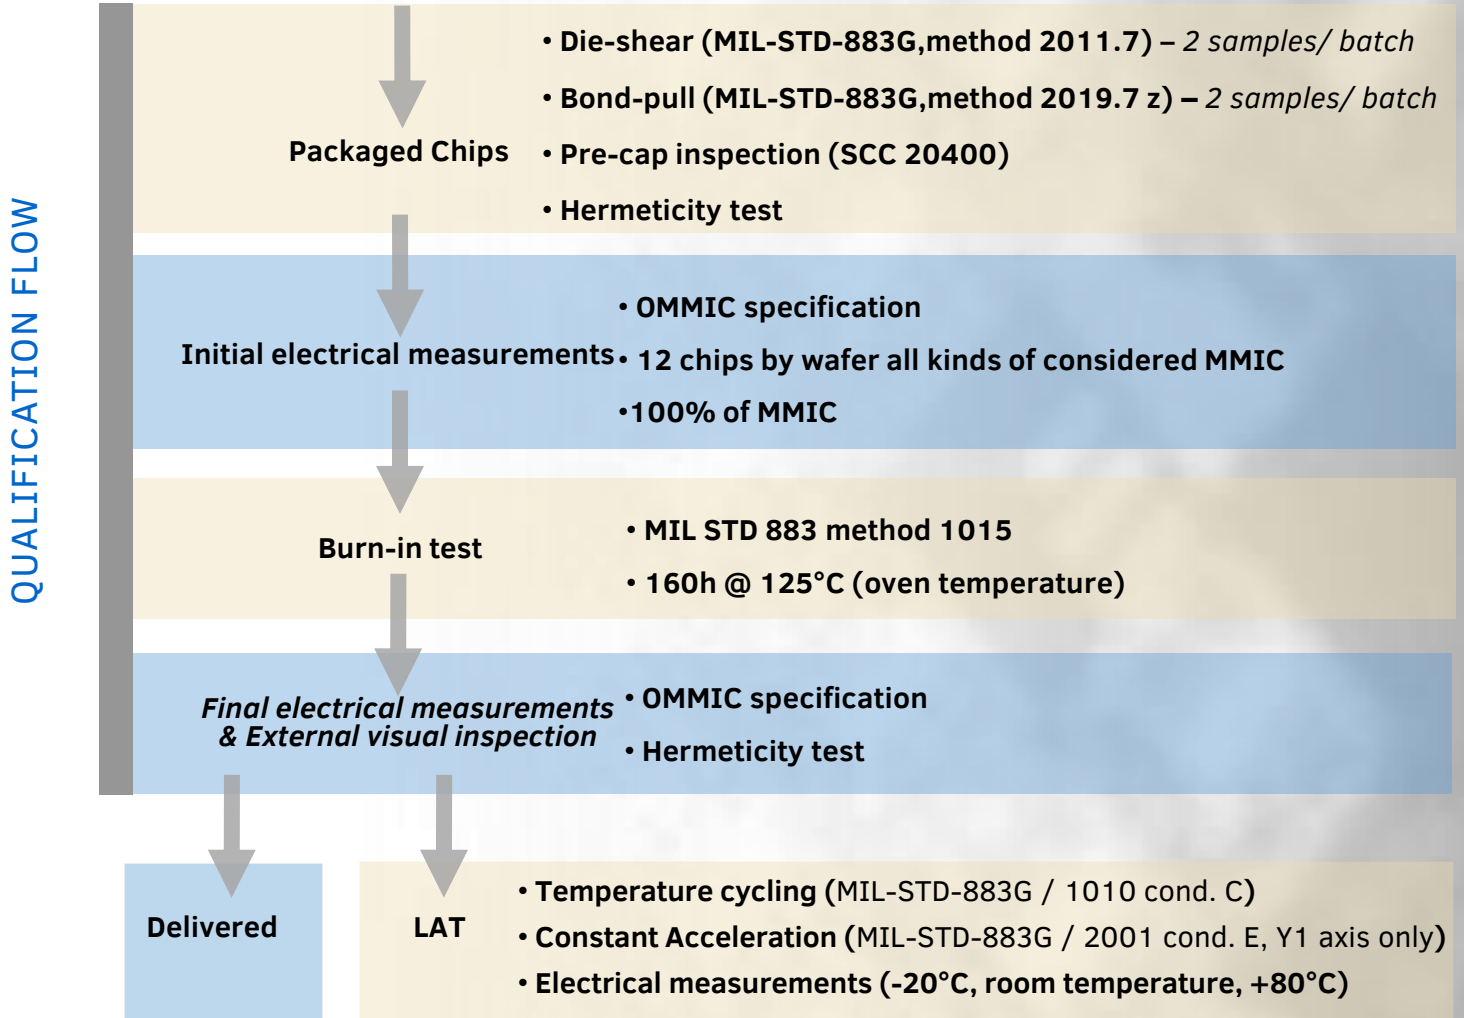 QUALIFICATION FLOW
Packaged Chips
• Die-shear (MIL-STD-883G,method 2011.7) – 2 samples/ batch
• Bond-pull (MIL-STD-883G,method 2019.7 z) – 2 samples/ batch
• Pre-cap inspection (SCC 20400)
• Hermeticity test
Initial electrical measurements
• OMMIC specification
• 12 chips by wafer all kinds of considered MMIC
•100% of MMIC
Burn-in test
• MIL STD 883 method 1015
• 160h @ 125°C (oven temperature)
Final electrical measurements
& External visual inspection
• OMMIC specification
• Hermeticity test
Delivered
LAT
• Temperature cycling (MIL-STD-883G / 1010 cond. C)
• Constant Acceleration (MIL-STD-883G / 2001 cond. E, Y1 axis only)
• Electrical measurements (-20°C, room temperature, +80°C)